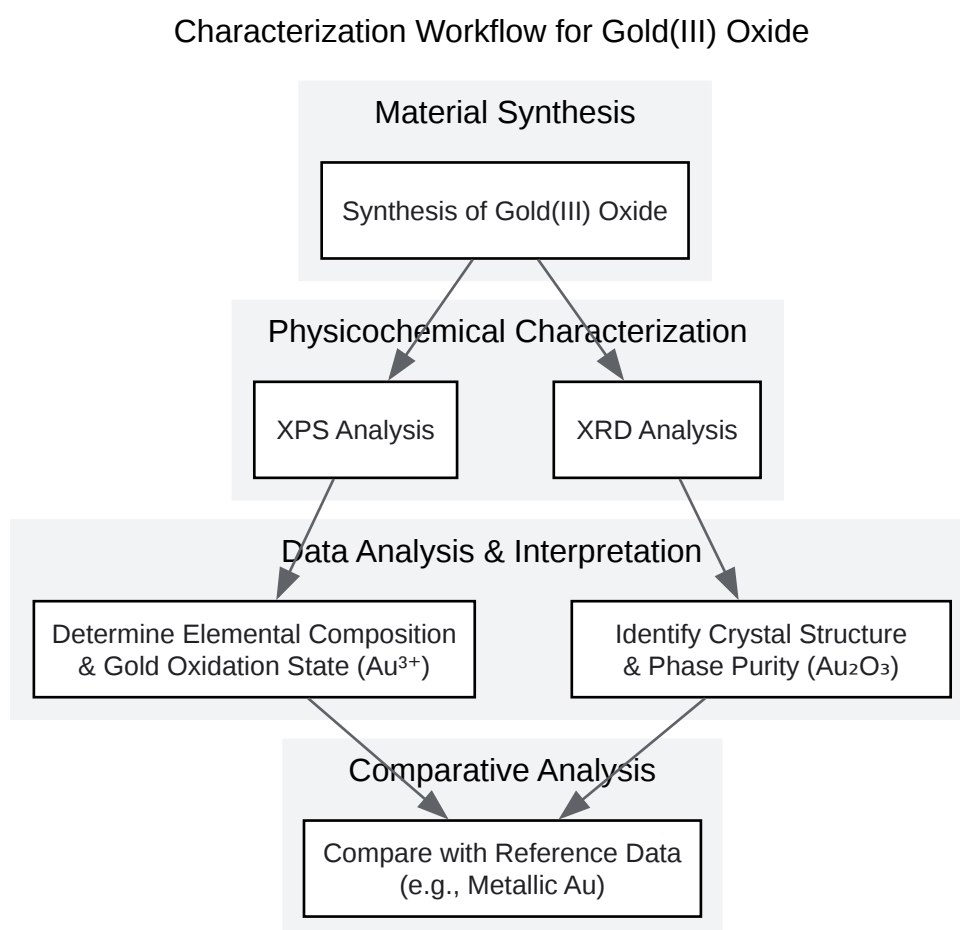 Characterization Workflow for Gold(III) Oxide
Material Synthesis
Synthesis of Gold(III) Oxide
Physicochemical Characterization
XPS Analysis
XRD Analysis
Data Analysis & Interpretation
Determine Elemental Composition
& Gold Oxidation State (Au³⁺)
Identify Crystal Structure
& Phase Purity (Au₂O₃)
Comparative Analysis
Compare with Reference Data
(e.g., Metallic Au)